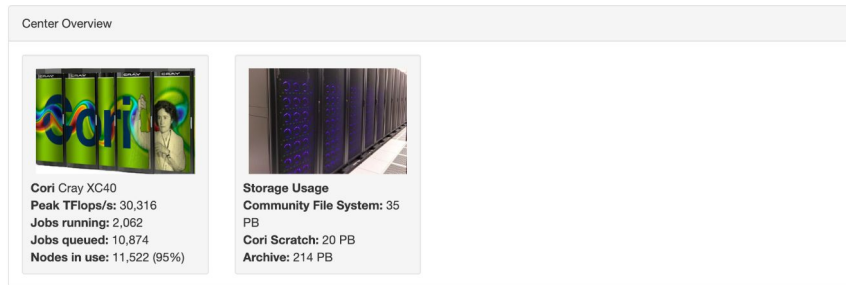 Center Overview
Cori
Cori Cray XC40
Peak TFlops/s: 30,316
Jobs running: 2,062
Jobs queued: 10,874
Nodes in use: 11,522 (95%)
Storage Usage
Community File System: 35
PB
Cori Scratch: 20 PB
Archive: 214 PB